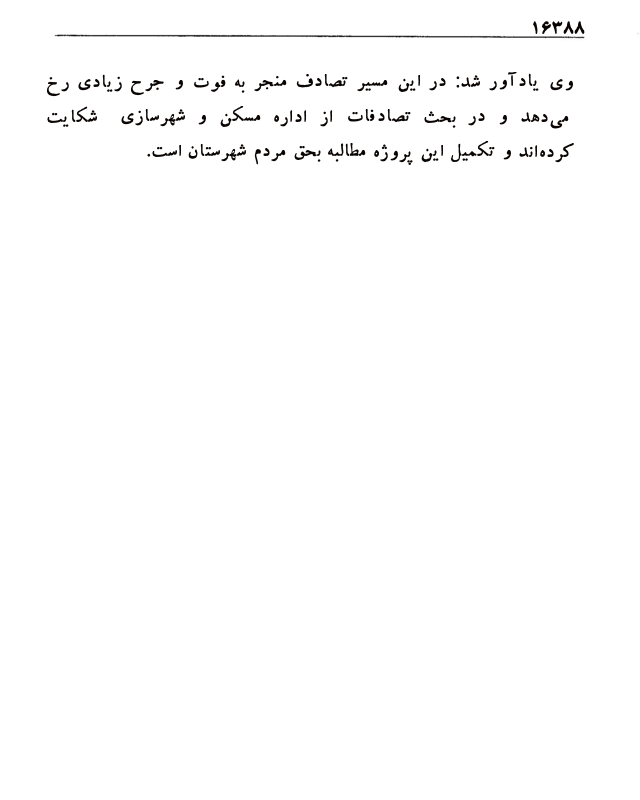 ۱۶۳۸۸
وی یادآور شد: در این مسیر تصادف منجر به فوت و جرح زیادی رخ
می‌دهد و در بحث تصادفات از اداره مسکن و شهرسازی شکایت
کرده‌اند و تکمیل این پروژه مطالبه بحق مردم شهرستان است.